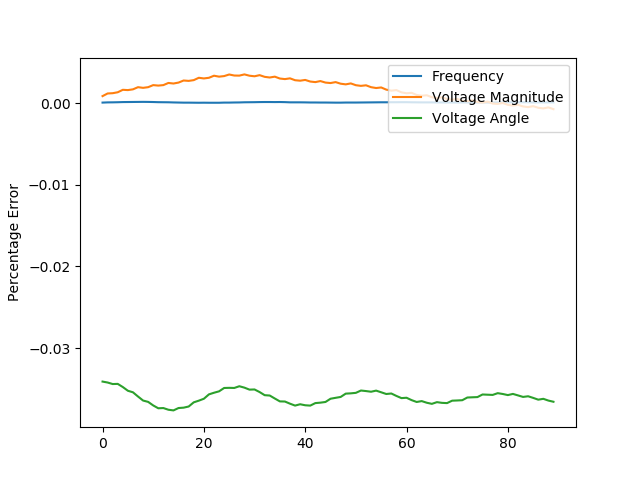 Frequency
Voltage Magnitude
Voltage Angle
0.00
−0.01
−0.02
−0.03
Percentage Error
0 20 40 60 80